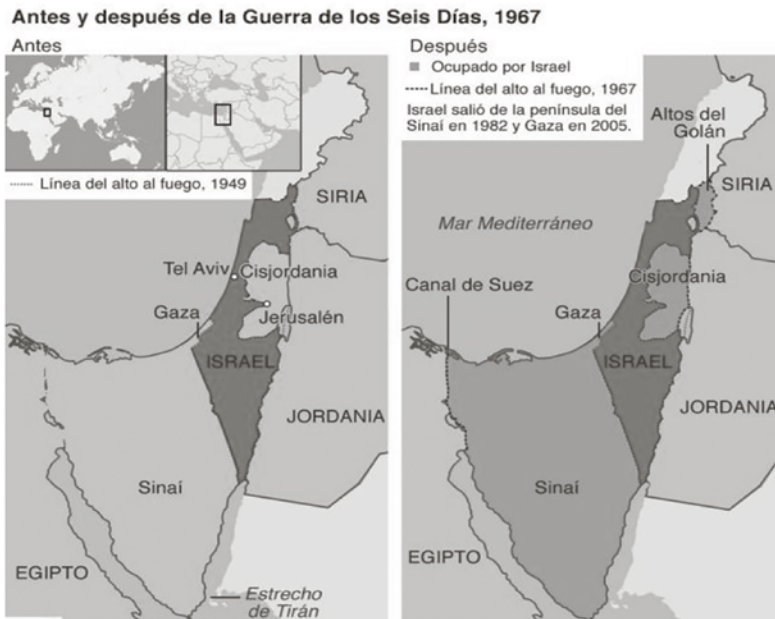 Antes y después de la Guerra de los Seis Días, 1967
Antes
Línea del alto al fuego, 1949
SIRIA
Tel Aviv
Cisjordania
Gaza
Jerusalén
ISRAEL
JORDANIA
Sinaí
EGIPTO
Estrecho
de Tirán
Después
Ocupado por Israel
Línea del alto al fuego, 1967
Israel salió de la península del
Sinaí en 1982 y Gaza en 2005.
Altos del
Golán
SIRIA
Mar Mediterráneo
Cisjordania
Canal de Suez
Gaza
ISRAEL
JORDANIA
Sinaí
EGIPTO